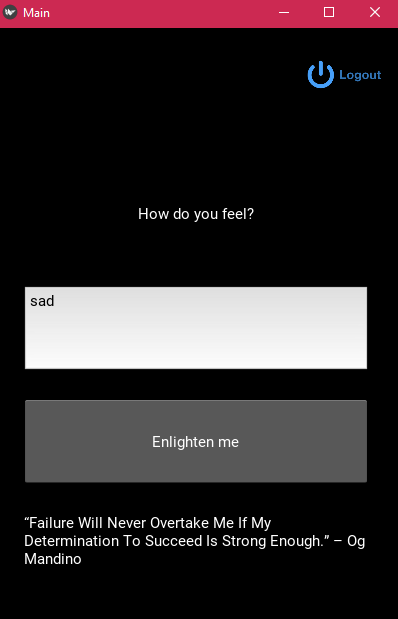 Main
Logout
How do you feel?
sad
Enlighten me
“Failure Will Never Overtake Me If My
Determination To Succeed Is Strong Enough.” – Og
Mandino